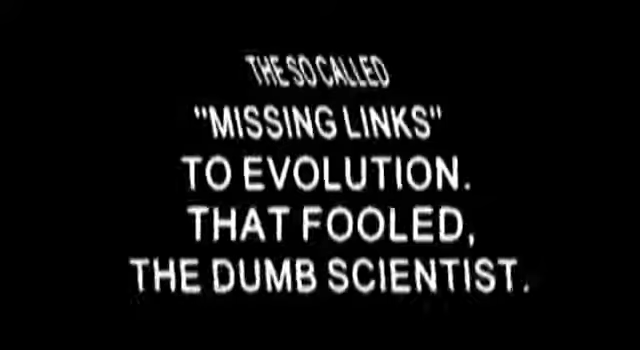 THE SO CALLED
"MISSING LINKS"
TO EVOLUTION.
THAT FOOLED,
THE DUMB SCIENTIST.